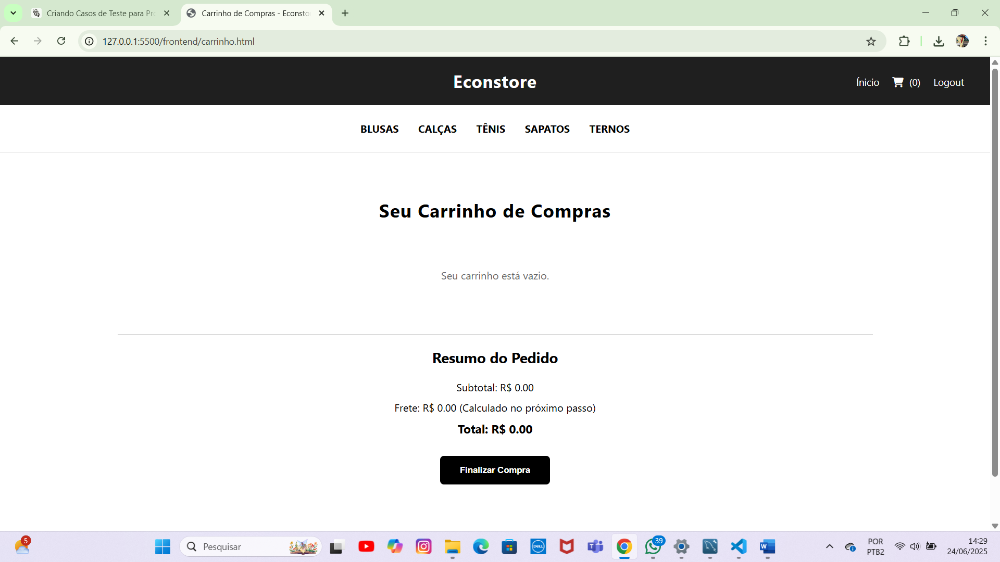 Criando Casos de Teste para Pro
Carrinho de Compras - Econsto
127.0.0.1:5500/frontend/carrinho.html
Econstore
Ínicio
(0)
Logout
BLUSAS
CALÇAS
TÊNIS
SAPATOS
TERNOS
Seu Carrinho de Compras
Seu carrinho está vazio.
Resumo do Pedido
Subtotal: R$ 0.00
Frete: R$ 0.00 (Calculado no próximo passo)
Total: R$ 0.00
Finalizar Compra
5
Pesquisar
DELL
39
POR
PTB2
14:29
24/06/2025